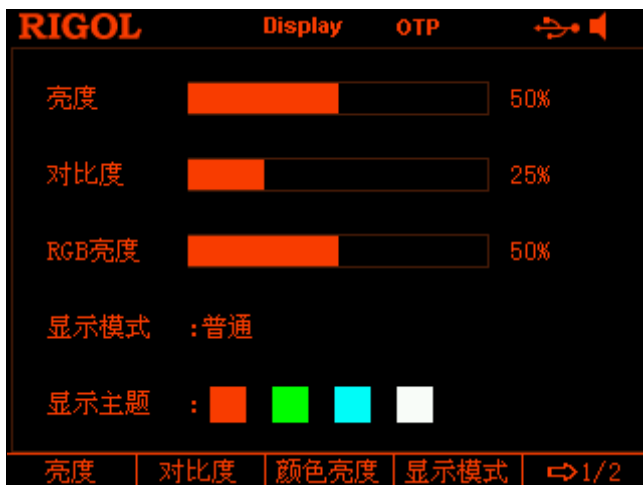 RIGOL Display OTP
亮度 50%
对比度 25%
RGB亮度 50%
显示模式 :普通
显示主题 :
亮度 对比度 颜色亮度 显示模式 ⇨1/2